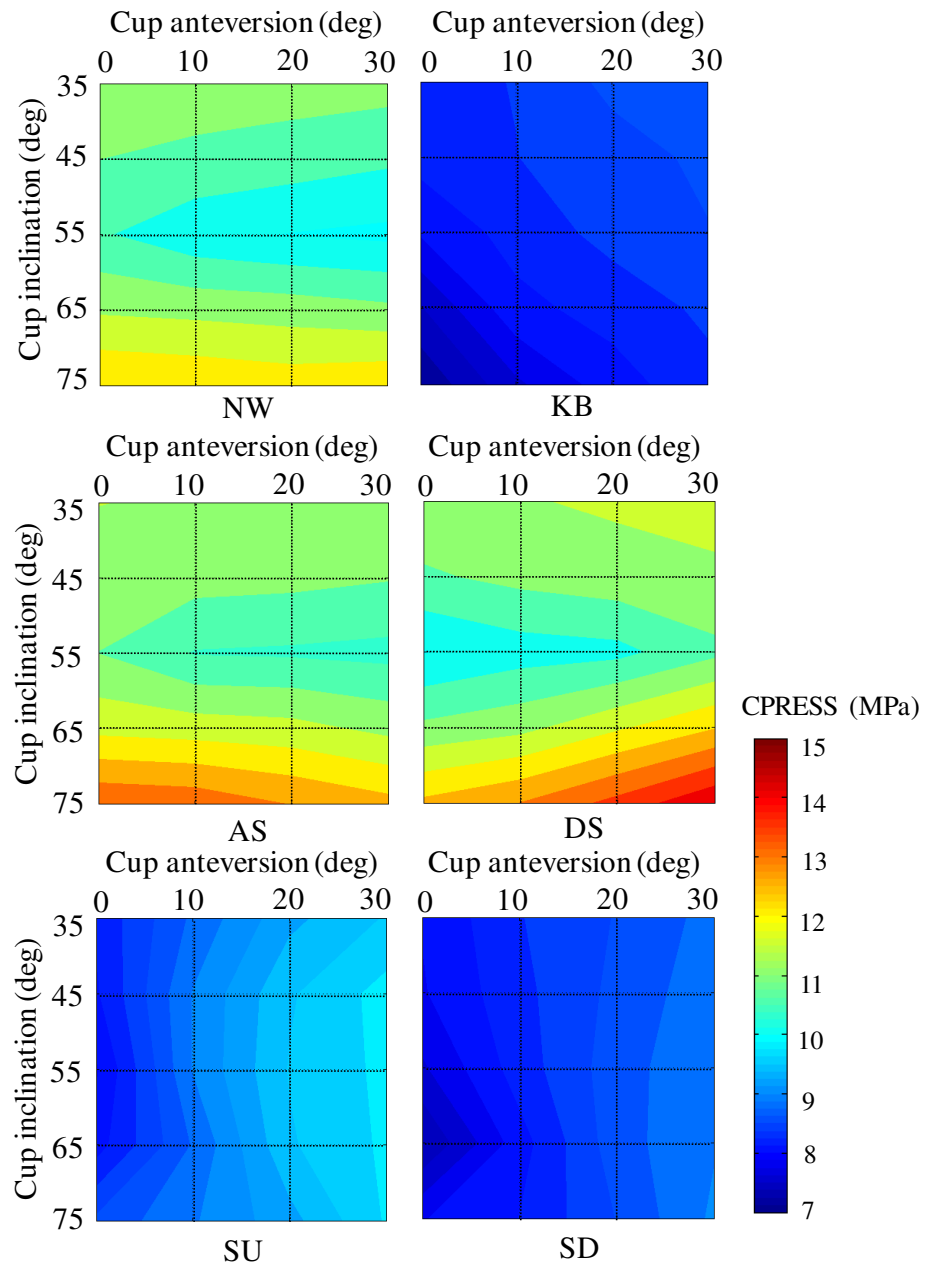 Cup anteversion (deg) Cup anteversion (deg)
0 10 20 30 0 10 20 30
35
45
55
65
75
Cup inclination (deg)
NW KB
Cup anteversion (deg) Cup anteversion (deg)
0 10 20 30 0 10 20 30
35
45
55
65
75
Cup inclination (deg)
AS DS
Cup anteversion (deg) Cup anteversion (deg)
0 10 20 30 0 10 20 30
35
45
55
65
75
Cup inclination (deg)
SU SD
CPRESS (MPa)
15
14
13
12
11
10
9
8
7